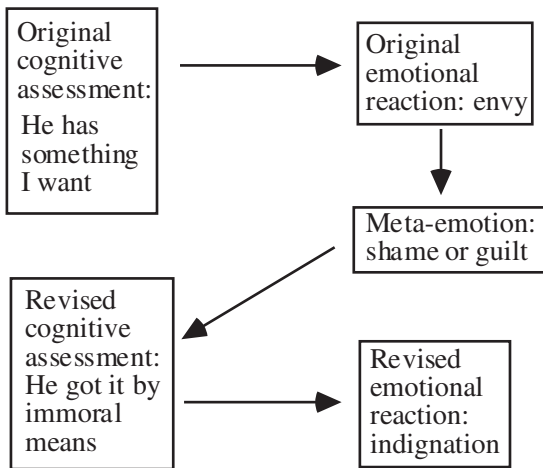 Original
cognitive
assessment:
He has
something
I want
Original
emotional
reaction: envy
Meta-emotion:
shame or guilt
Revised
cognitive
assessment:
He got it by
immoral
means
Revised
emotional
reaction:
indignation